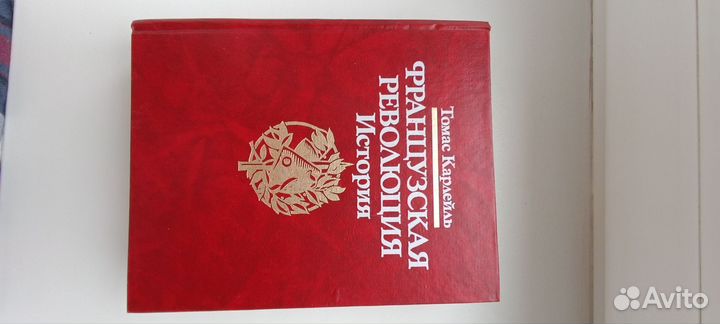 Томас Карлейль
ФРАНЦУЗСКАЯ
РЕВОЛЮЦИЯ
История
Avito